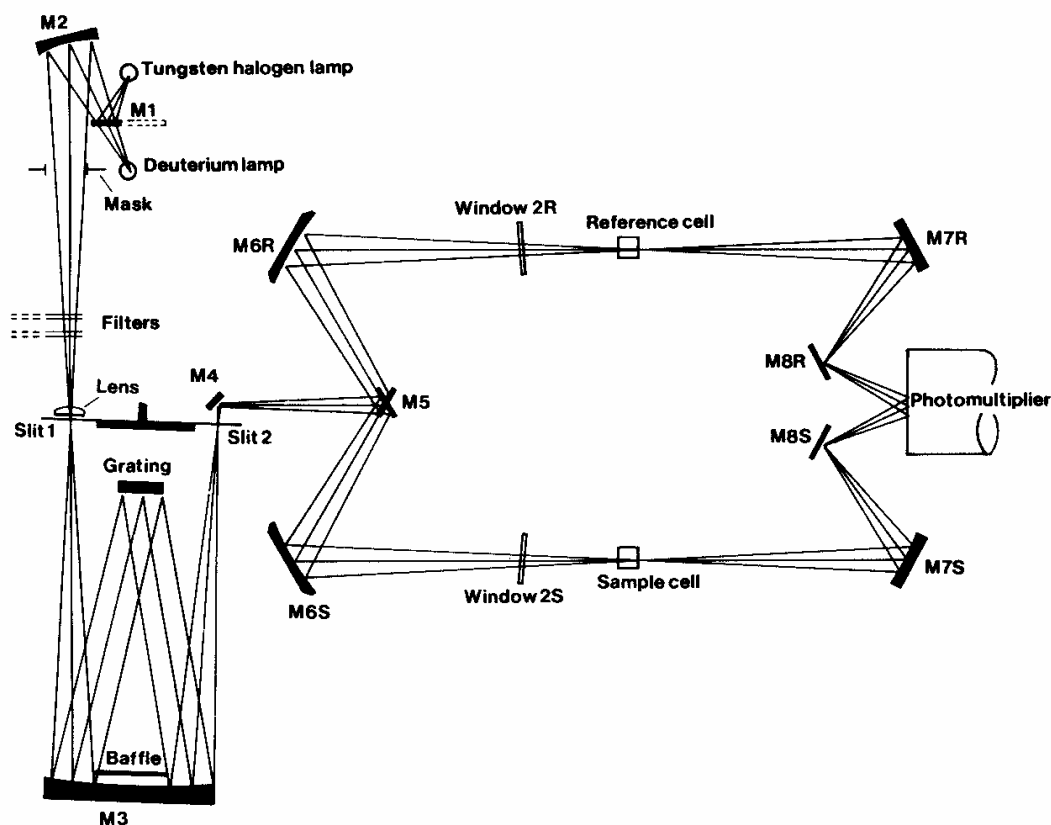 M2
Tungsten halogen lamp
M1
Deuterium lamp
Mask
Window 2R
Reference cell
M6R
M7R
Filters
M8R
M4
Lens
M5
Photomultiplier
Slit 1
Slit 2
M8S
Grating
M7S
Sample cell
Window 2S
M6S
Baffle
M3